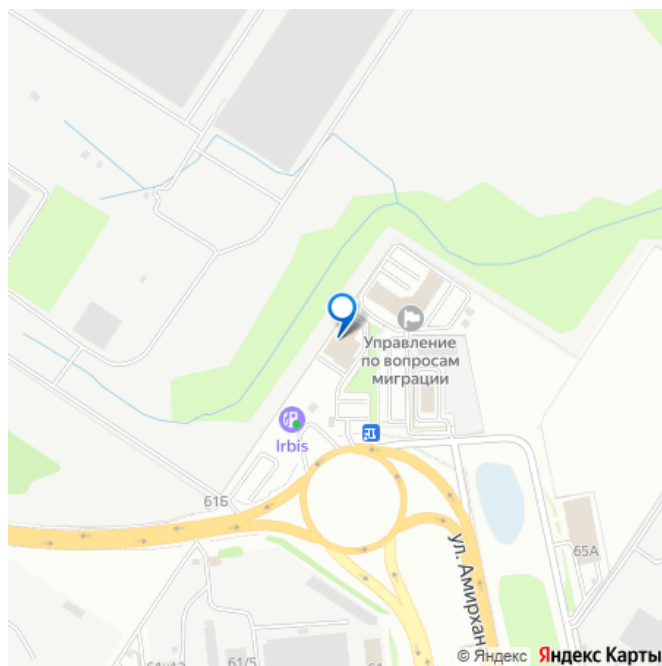 Управление
по вопросам
миграции
Irbis
61Б
ул. Амирхан
65А
61/5
© Яндекс Яндекс Карты